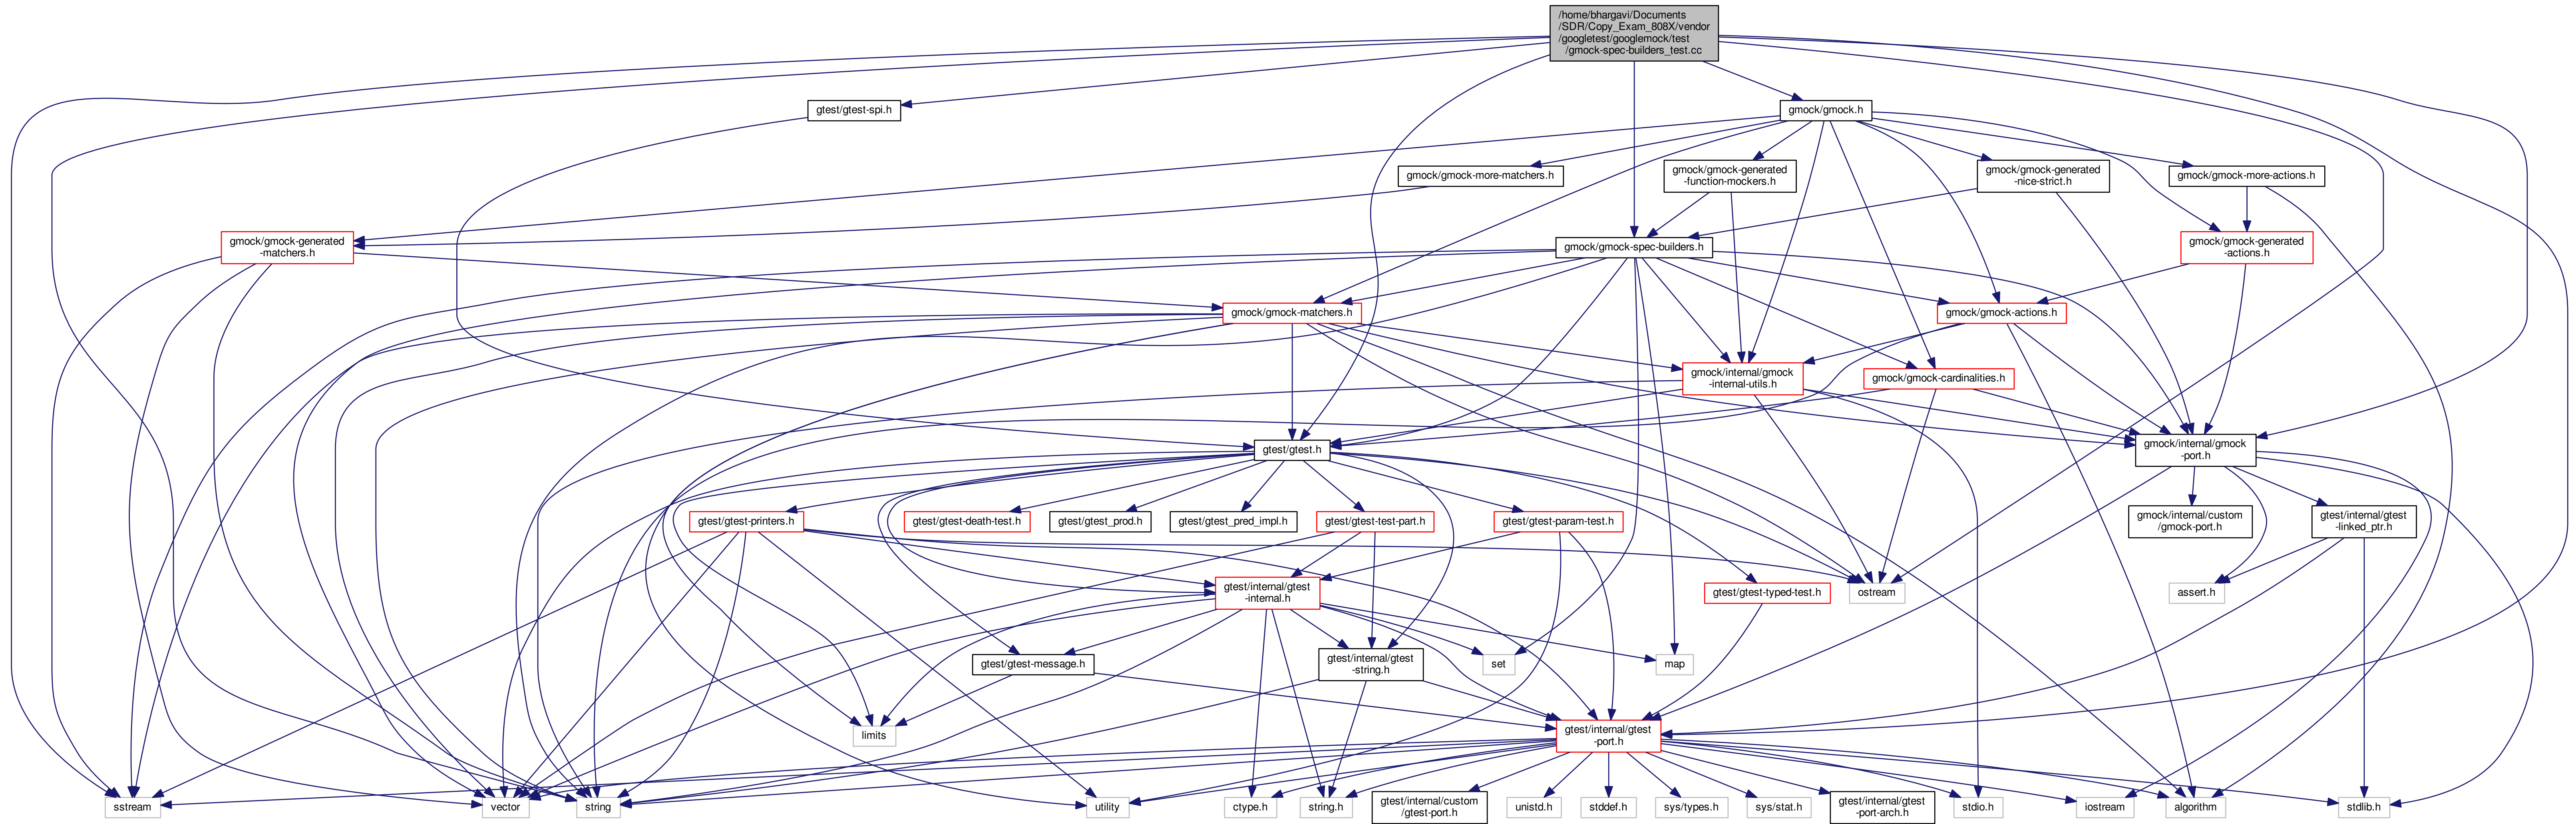 /home/bhargavi/Documents
/SDR/Copy_Exam_808X/vendor
/googletest/googlemock/test
/gmock-spec-builders_test.cc
gtest/gtest-spi.h
gmock/gmock.h
gmock/gmock-more-matchers.h
gmock/gmock-generated
-function-mockers.h
gmock/gmock-generated
-nice-strict.h
gmock/gmock-more-actions.h
gmock/gmock-generated
-matchers.h
gmock/gmock-spec-builders.h
gmock/gmock-generated
-actions.h
gmock/gmock-matchers.h
gmock/gmock-actions.h
gmock/internal/gmock
-internal-utils.h
gmock/gmock-cardinalities.h
gtest/gtest.h
gmock/internal/gmock
-port.h
gtest/gtest-printers.h
gtest/gtest-death-test.h
gtest/gtest_prod.h
gtest/gtest_pred_impl.h
gtest/gtest-test-part.h
gtest/gtest-param-test.h
gmock/internal/custom
/gmock-port.h
gtest/internal/gtest
-linked_ptr.h
gtest/internal/gtest
-internal.h
gtest/gtest-typed-test.h
ostream
assert.h
gtest/gtest-message.h
gtest/internal/gtest
-string.h
set
map
limits
gtest/internal/gtest
-port.h
sstream
vector
string
utility
ctype.h
string.h
gtest/internal/custom
/gtest-port.h
unistd.h
stddef.h
sys/types.h
sys/stat.h
gtest/internal/gtest
-port-arch.h
stdio.h
iostream
algorithm
stdlib.h